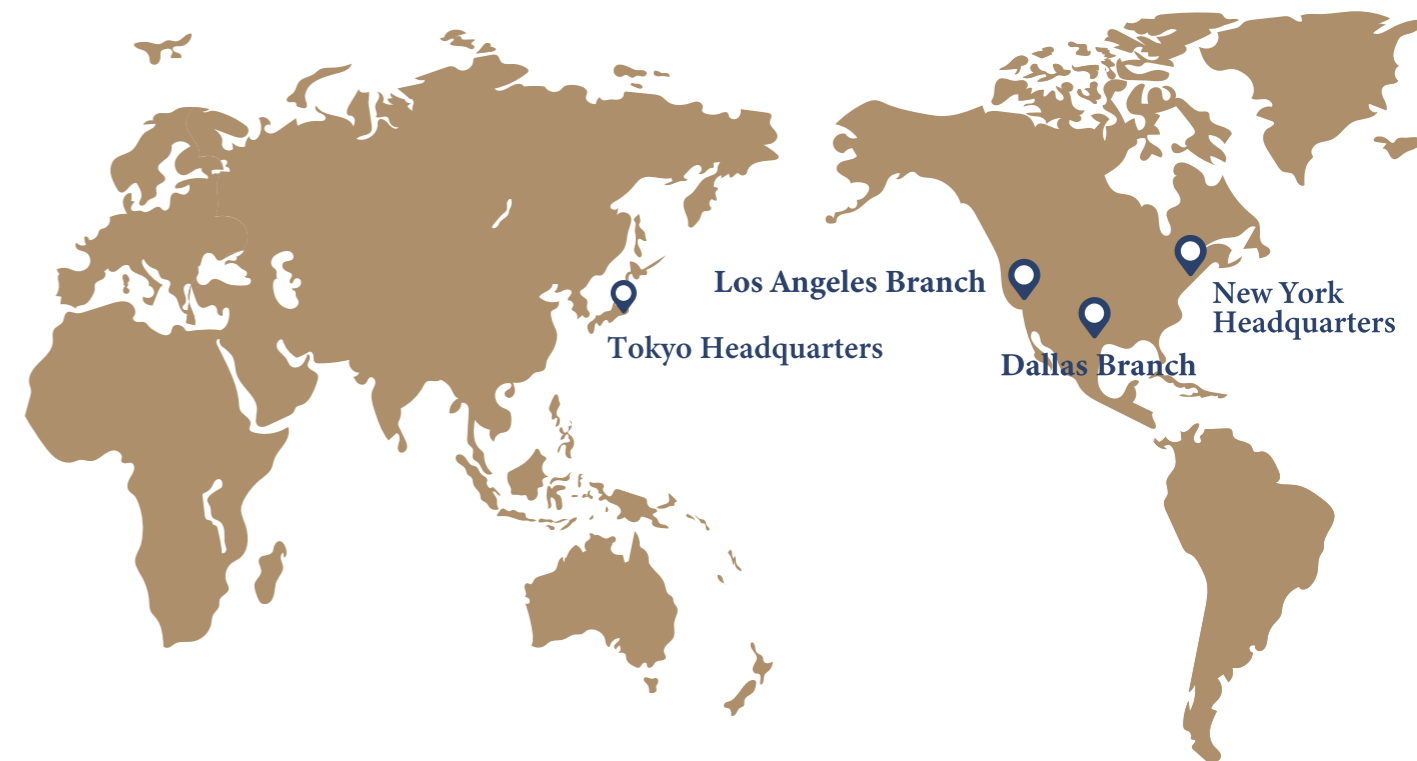 Los Angeles Branch
New York
Headquarters
Tokyo Headquarters
Dallas Branch